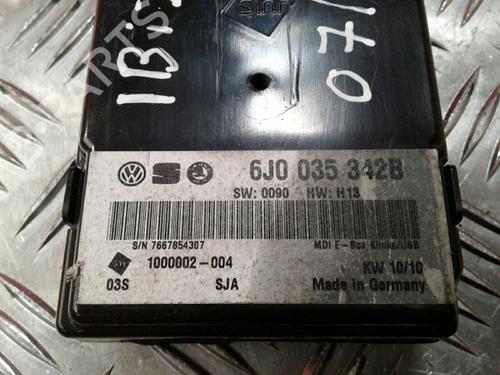 6J0 035 342B
SW: 0090 HW: H13
S/N 7667854307
MDI E-Box Klinke/USB
1000002-004
KW 10/10
03S
SJA
Made in Germany